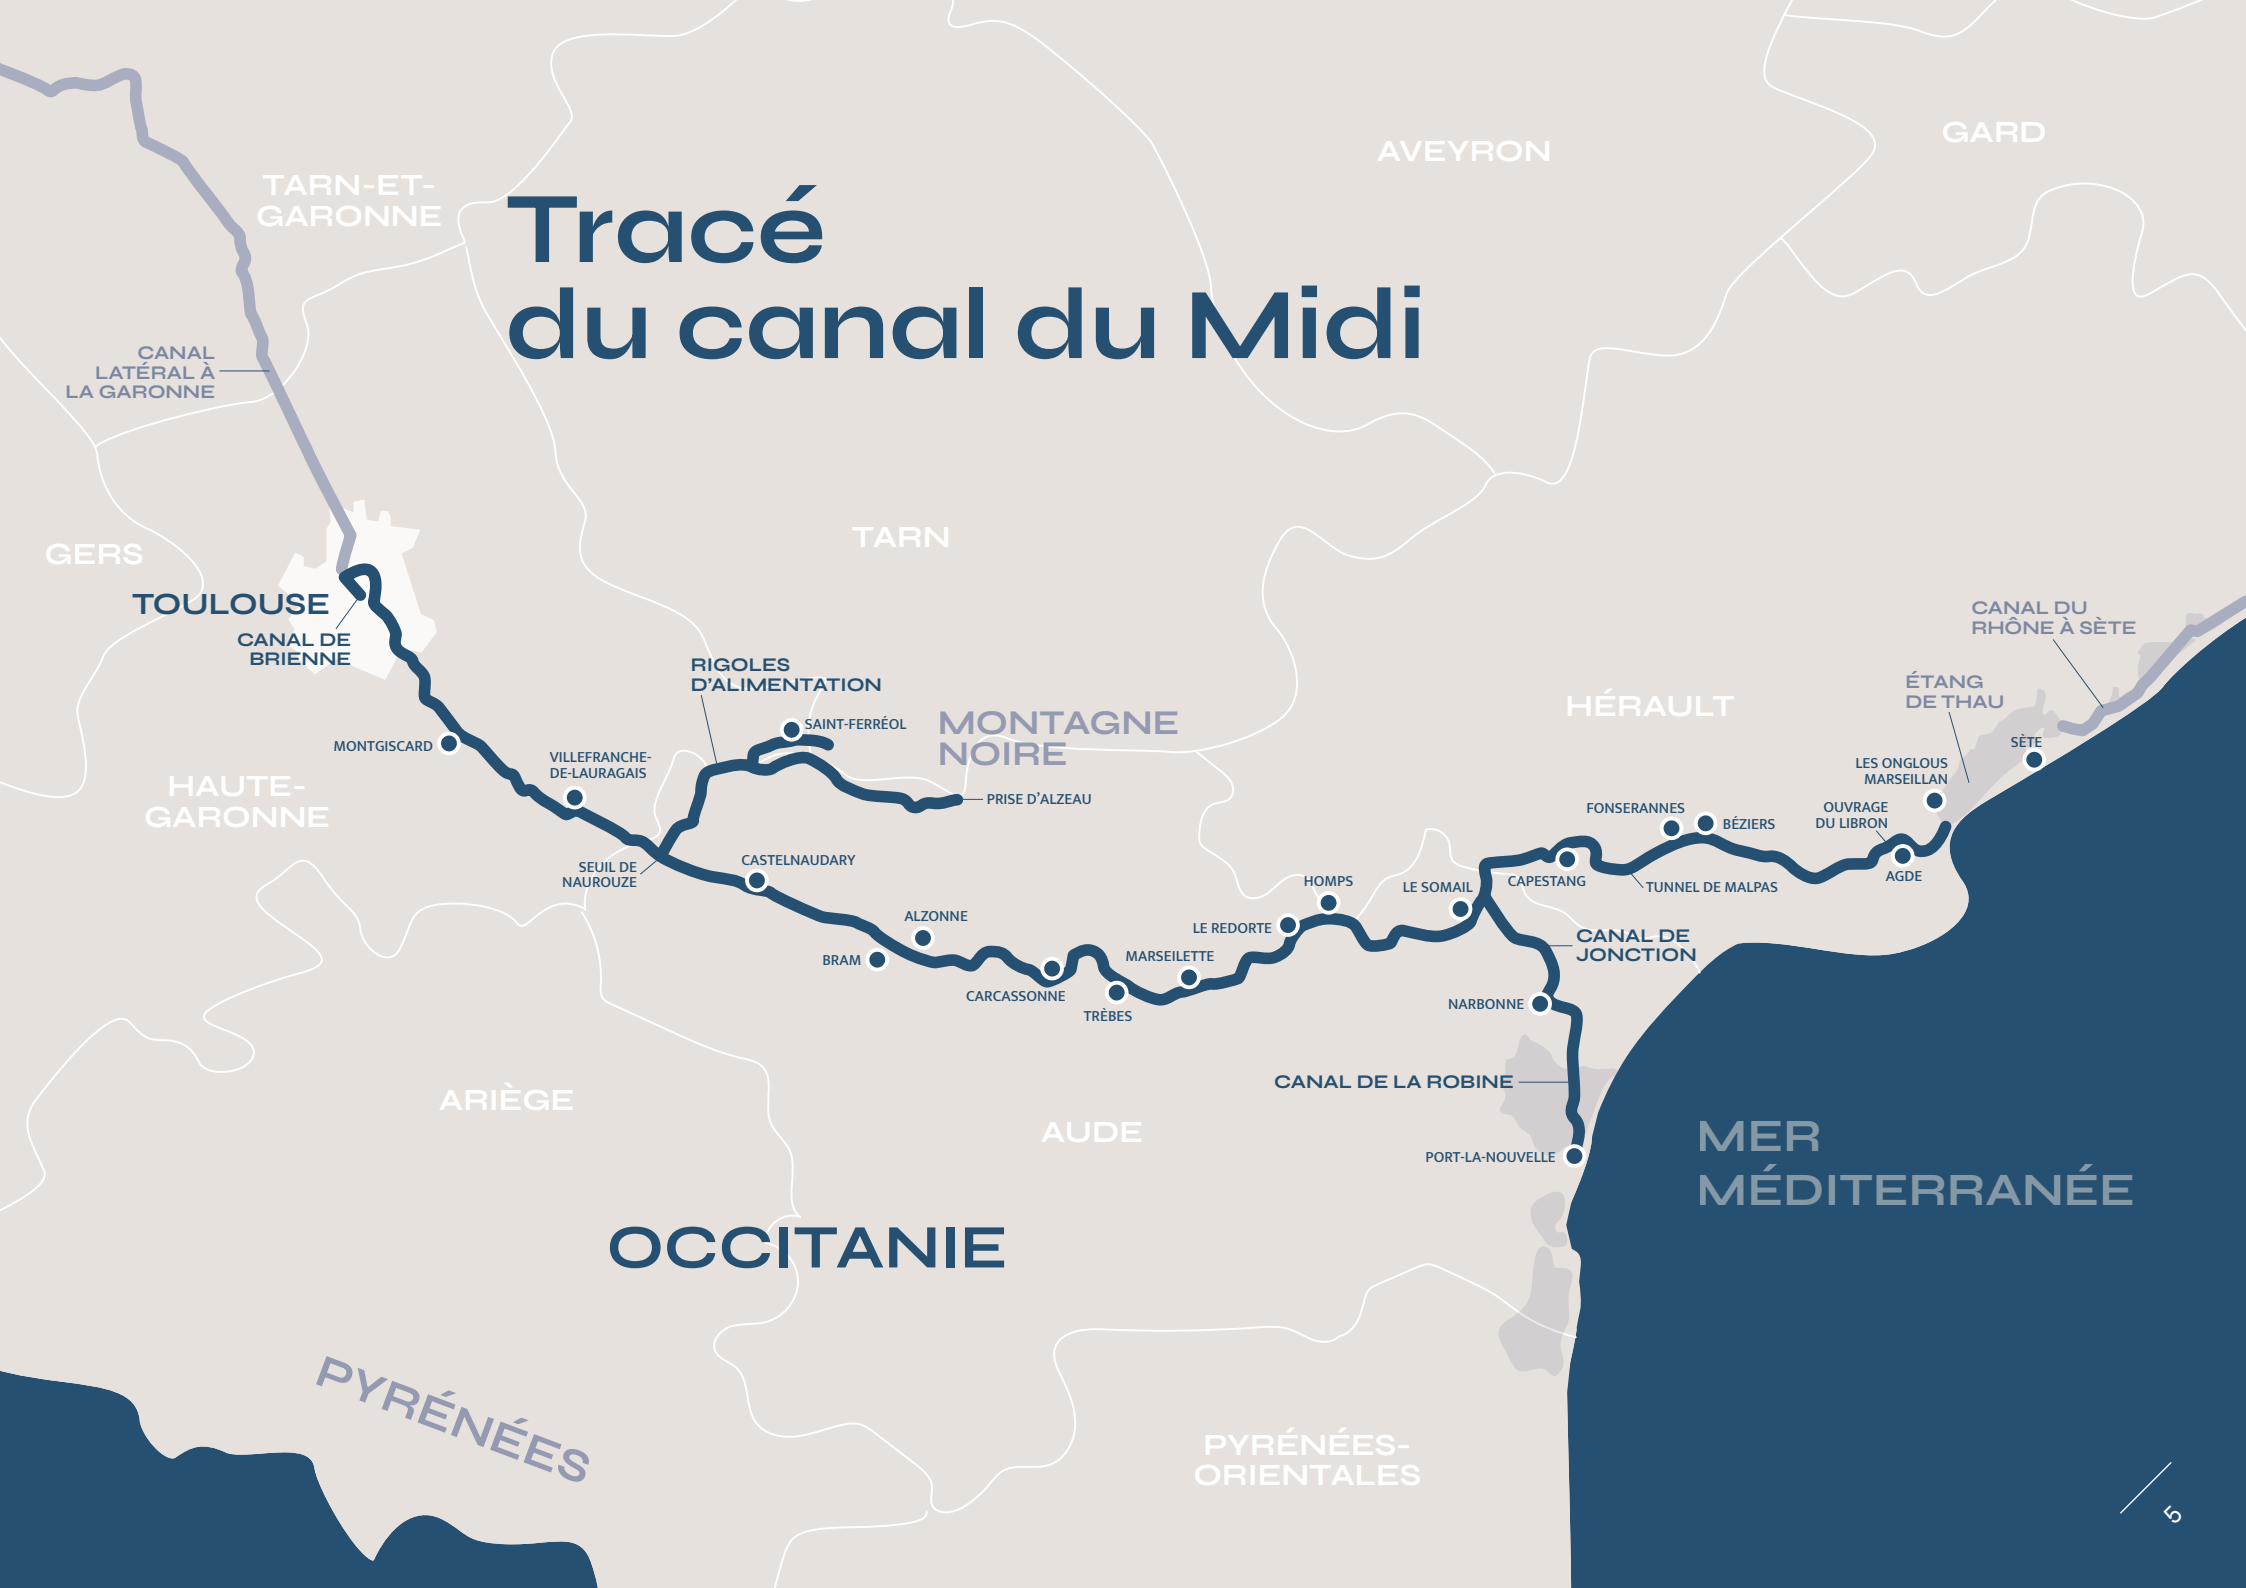 Tracé
du canal du Midi
AVEYRON
GARD
TARN-ET-
GARONNE
CANAL
LATÉRAL À
LA GARONNE
GERS
TARN
TOULOUSE
CANAL DE
BRIENNE
RIGOLES
D'ALIMENTATION
SAINT-FERRÉOL
MONTAGNE
NOIRE
PRISE D'ALZEAU
MONTGISCARD
VILLEFRANCHE-
DE-LAURAGAIS
HAUTE-
GARONNE
SEUIL DE
NAUROUZE
CASTELNAUDARY
ALZONNE
BRAM
CARCASSONNE
TRÈBES
MARSEILETTE
LE REDORTE
HOMPS
LE SOMAIL
CAPESTANG
HÉRAULT
FONSERANNES
BÉZIERS
TUNNEL DE MALPAS
OUVRAGE
DU LIBRON
AGDE
LES ONGLOUS
MARSEILLAN
SÈTE
ÉTANG
DE THAU
CANAL DU
RHÔNE À SÈTE
CANAL DE
JONCTION
NARBONNE
CANAL DE LA ROBINE
PORT-LA-NOUVELLE
ARIÈGE
AUDE
MER
MÉDITERRANÉE
OCCITANIE
PYRÉNÉES
PYRÉNÉES-
ORIENTALES
5